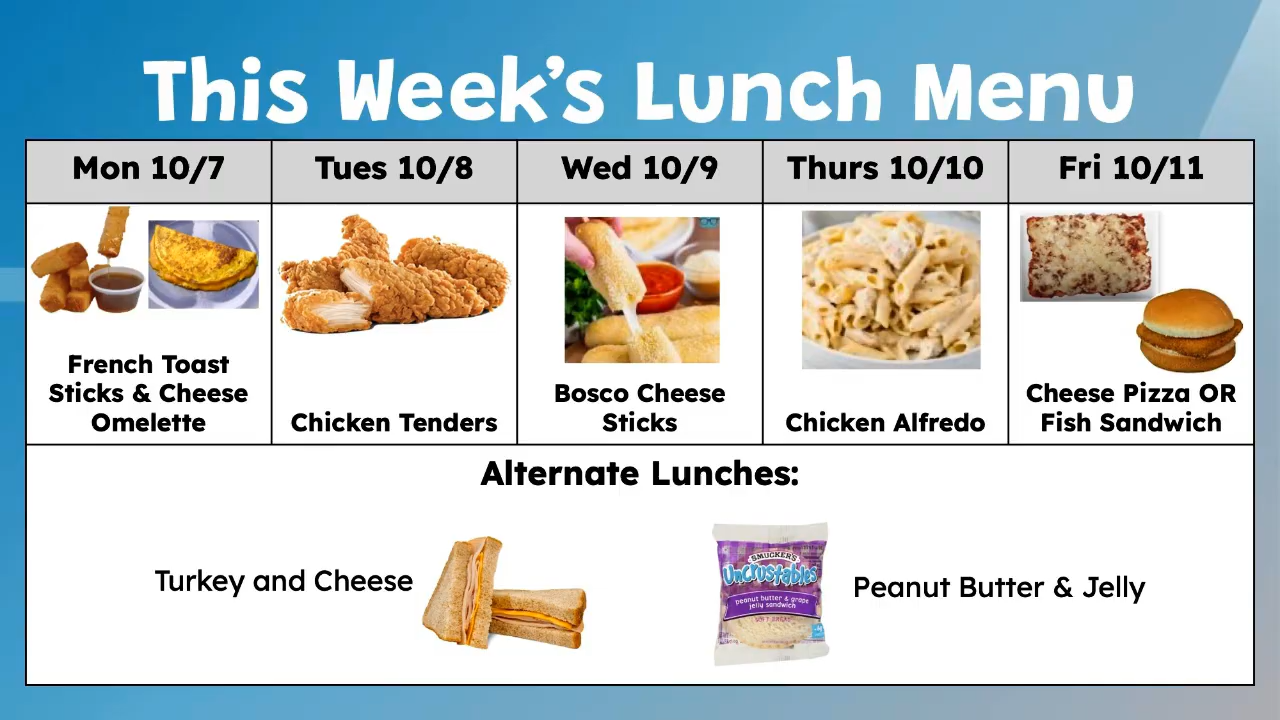 This Week's Lunch Menu
Mon 10/7
Tues 10/8
Wed 10/9
Thurs 10/10
Fri 10/11
French Toast
Sticks & Cheese
Omelette
Chicken Tenders
Bosco Cheese
Sticks
Chicken Alfredo
Cheese Pizza OR
Fish Sandwich
Alternate Lunches:
Turkey and Cheese
SMUCKER'S
Uncrustables
peanut butter & grape
jelly sandwich
Peanut Butter & Jelly